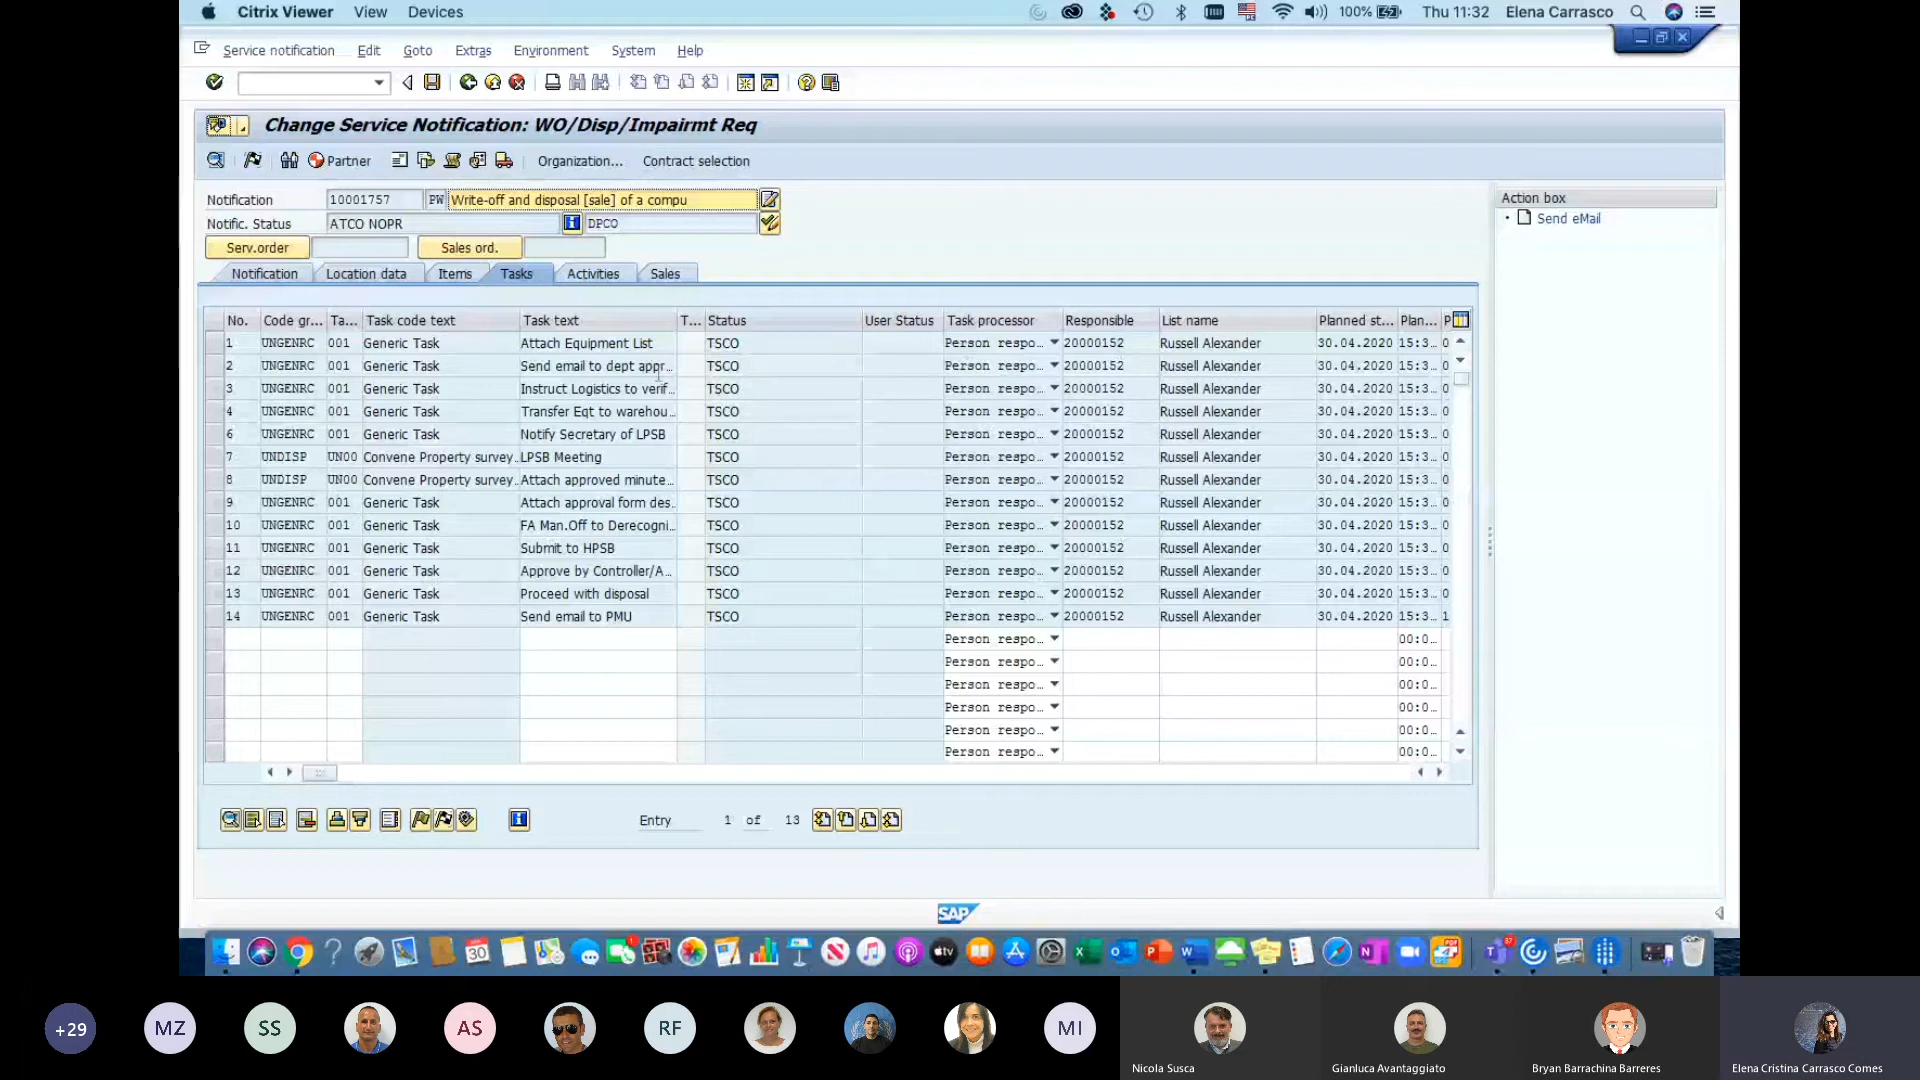 Citrix Viewer View Devices 100% Thu 11:32 Elena Carrasco
Service notification Edit Goto Extras Environment System Help
Change Service Notification: WO/Disp/Impairmt Req
Partner Organization... Contract selection
Notification 10001757 PW Write-off and disposal [sale] of a compu
Notific. Status ATCO NOPR DPCO
Serv.order Sales ord.
Notification Location data Items Tasks Activities Sales
Action box
Send eMail
No. Code gr... Ta... Task code text Task text T... Status User Status Task processor Responsible List name Planned st... Plan... P
1 UNGENRC 001 Generic Task Attach Equipment List TSCO Person respo... 20000152 Russell Alexander 30.04.2020 15:3... 0
2 UNGENRC 001 Generic Task Send email to dept appr... TSCO Person respo... 20000152 Russell Alexander 30.04.2020 15:3... 0
3 UNGENRC 001 Generic Task Instruct Logistics to verif... TSCO Person respo... 20000152 Russell Alexander 30.04.2020 15:3... 0
4 UNGENRC 001 Generic Task Transfer Eqt to warehou... TSCO Person respo... 20000152 Russell Alexander 30.04.2020 15:3... 0
6 UNGENRC 001 Generic Task Notify Secretary of LPSB TSCO Person respo... 20000152 Russell Alexander 30.04.2020 15:3... 0
7 UNDISP UN00 Convene Property survey... LPSB Meeting TSCO Person respo... 20000152 Russell Alexander 30.04.2020 15:3... 0
8 UNDISP UN00 Convene Property survey... Attach approved minute... TSCO Person respo... 20000152 Russell Alexander 30.04.2020 15:3... 0
9 UNGENRC 001 Generic Task Attach approval form des... TSCO Person respo... 20000152 Russell Alexander 30.04.2020 15:3... 0
10 UNGENRC 001 Generic Task FA Man.Off to Derecogni... TSCO Person respo... 20000152 Russell Alexander 30.04.2020 15:3... 0
11 UNGENRC 001 Generic Task Submit to HPSB TSCO Person respo... 20000152 Russell Alexander 30.04.2020 15:3... 0
12 UNGENRC 001 Generic Task Approve by Controller/A... TSCO Person respo... 20000152 Russell Alexander 30.04.2020 15:3... 0
13 UNGENRC 001 Generic Task Proceed with disposal TSCO Person respo... 20000152 Russell Alexander 30.04.2020 15:3... 0
14 UNGENRC 001 Generic Task Send email to PMU TSCO Person respo... 20000152 Russell Alexander 30.04.2020 15:3... 1
Person respo... 00:0...
Person respo... 00:0...
Person respo... 00:0...
Person respo... 00:0...
Person respo... 00:0...
Person respo... 00:0...
Entry 1 of 13
SAP
30 tv
+29 MZ SS AS RF MI
Nicola Susca Gianluca Avantaggiato Bryan Barrachina Barreres Elena Cristina Carrasco Comes